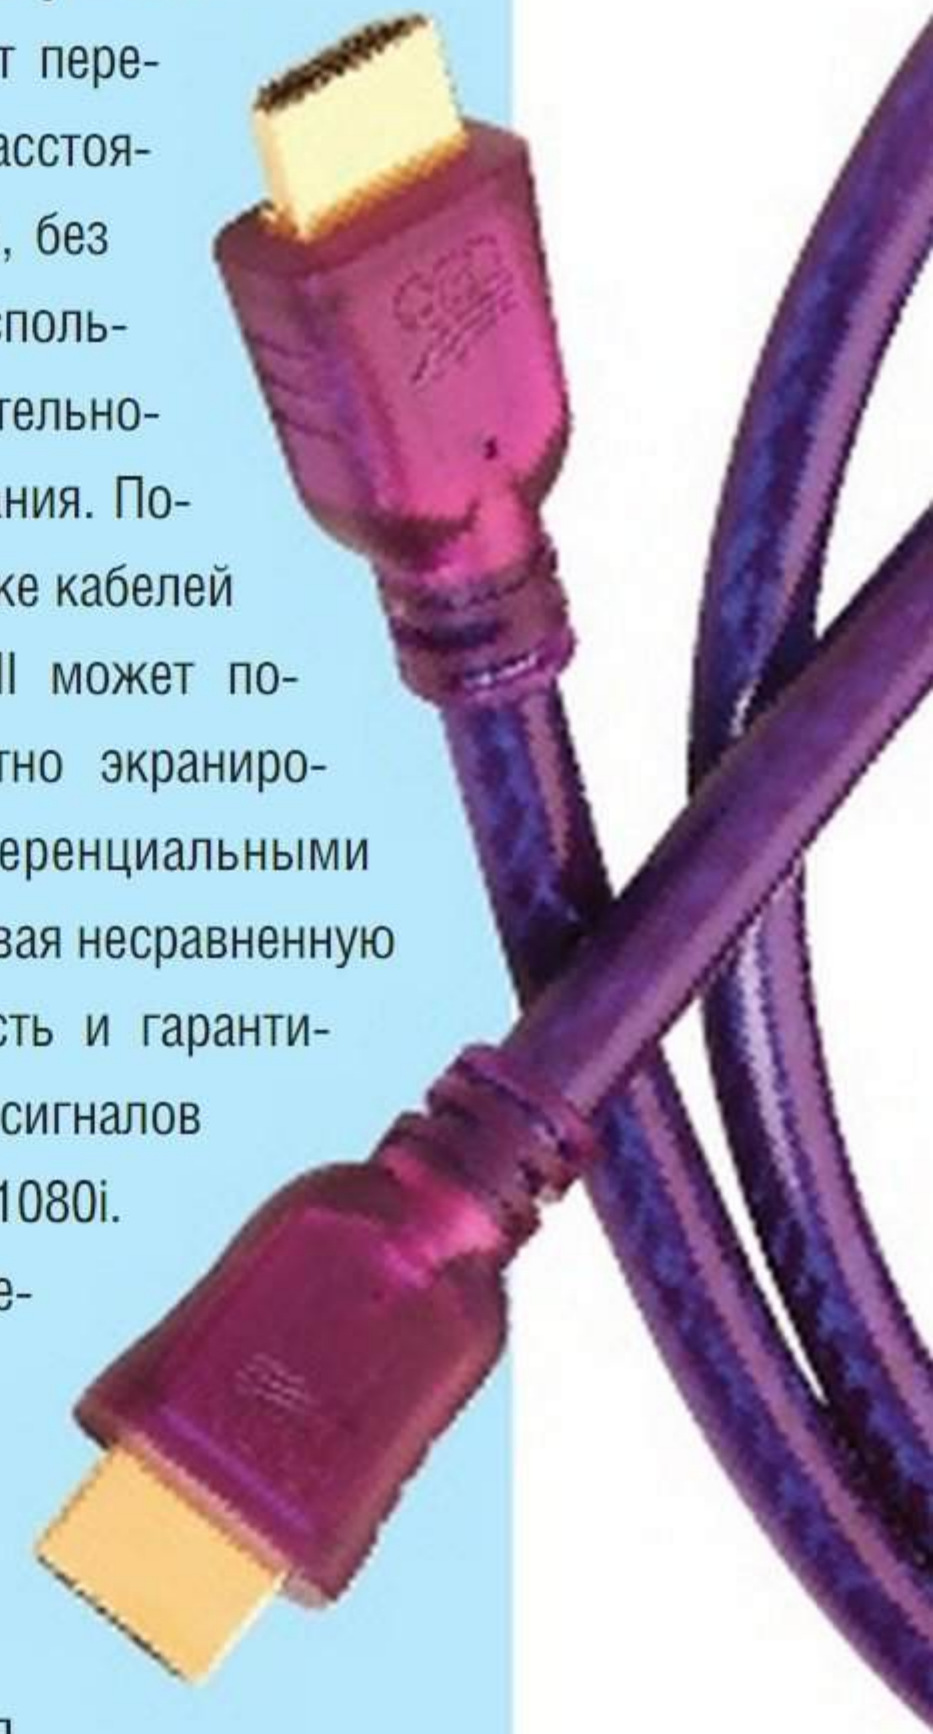 т пере-
асстоя-
, без
споль-
тельно-
ния. По-
ке кабелей
II может по-
тно экраниро-
еренциальными
вая несравненную
сть и гаранти-
сигналов
1080i.
е-